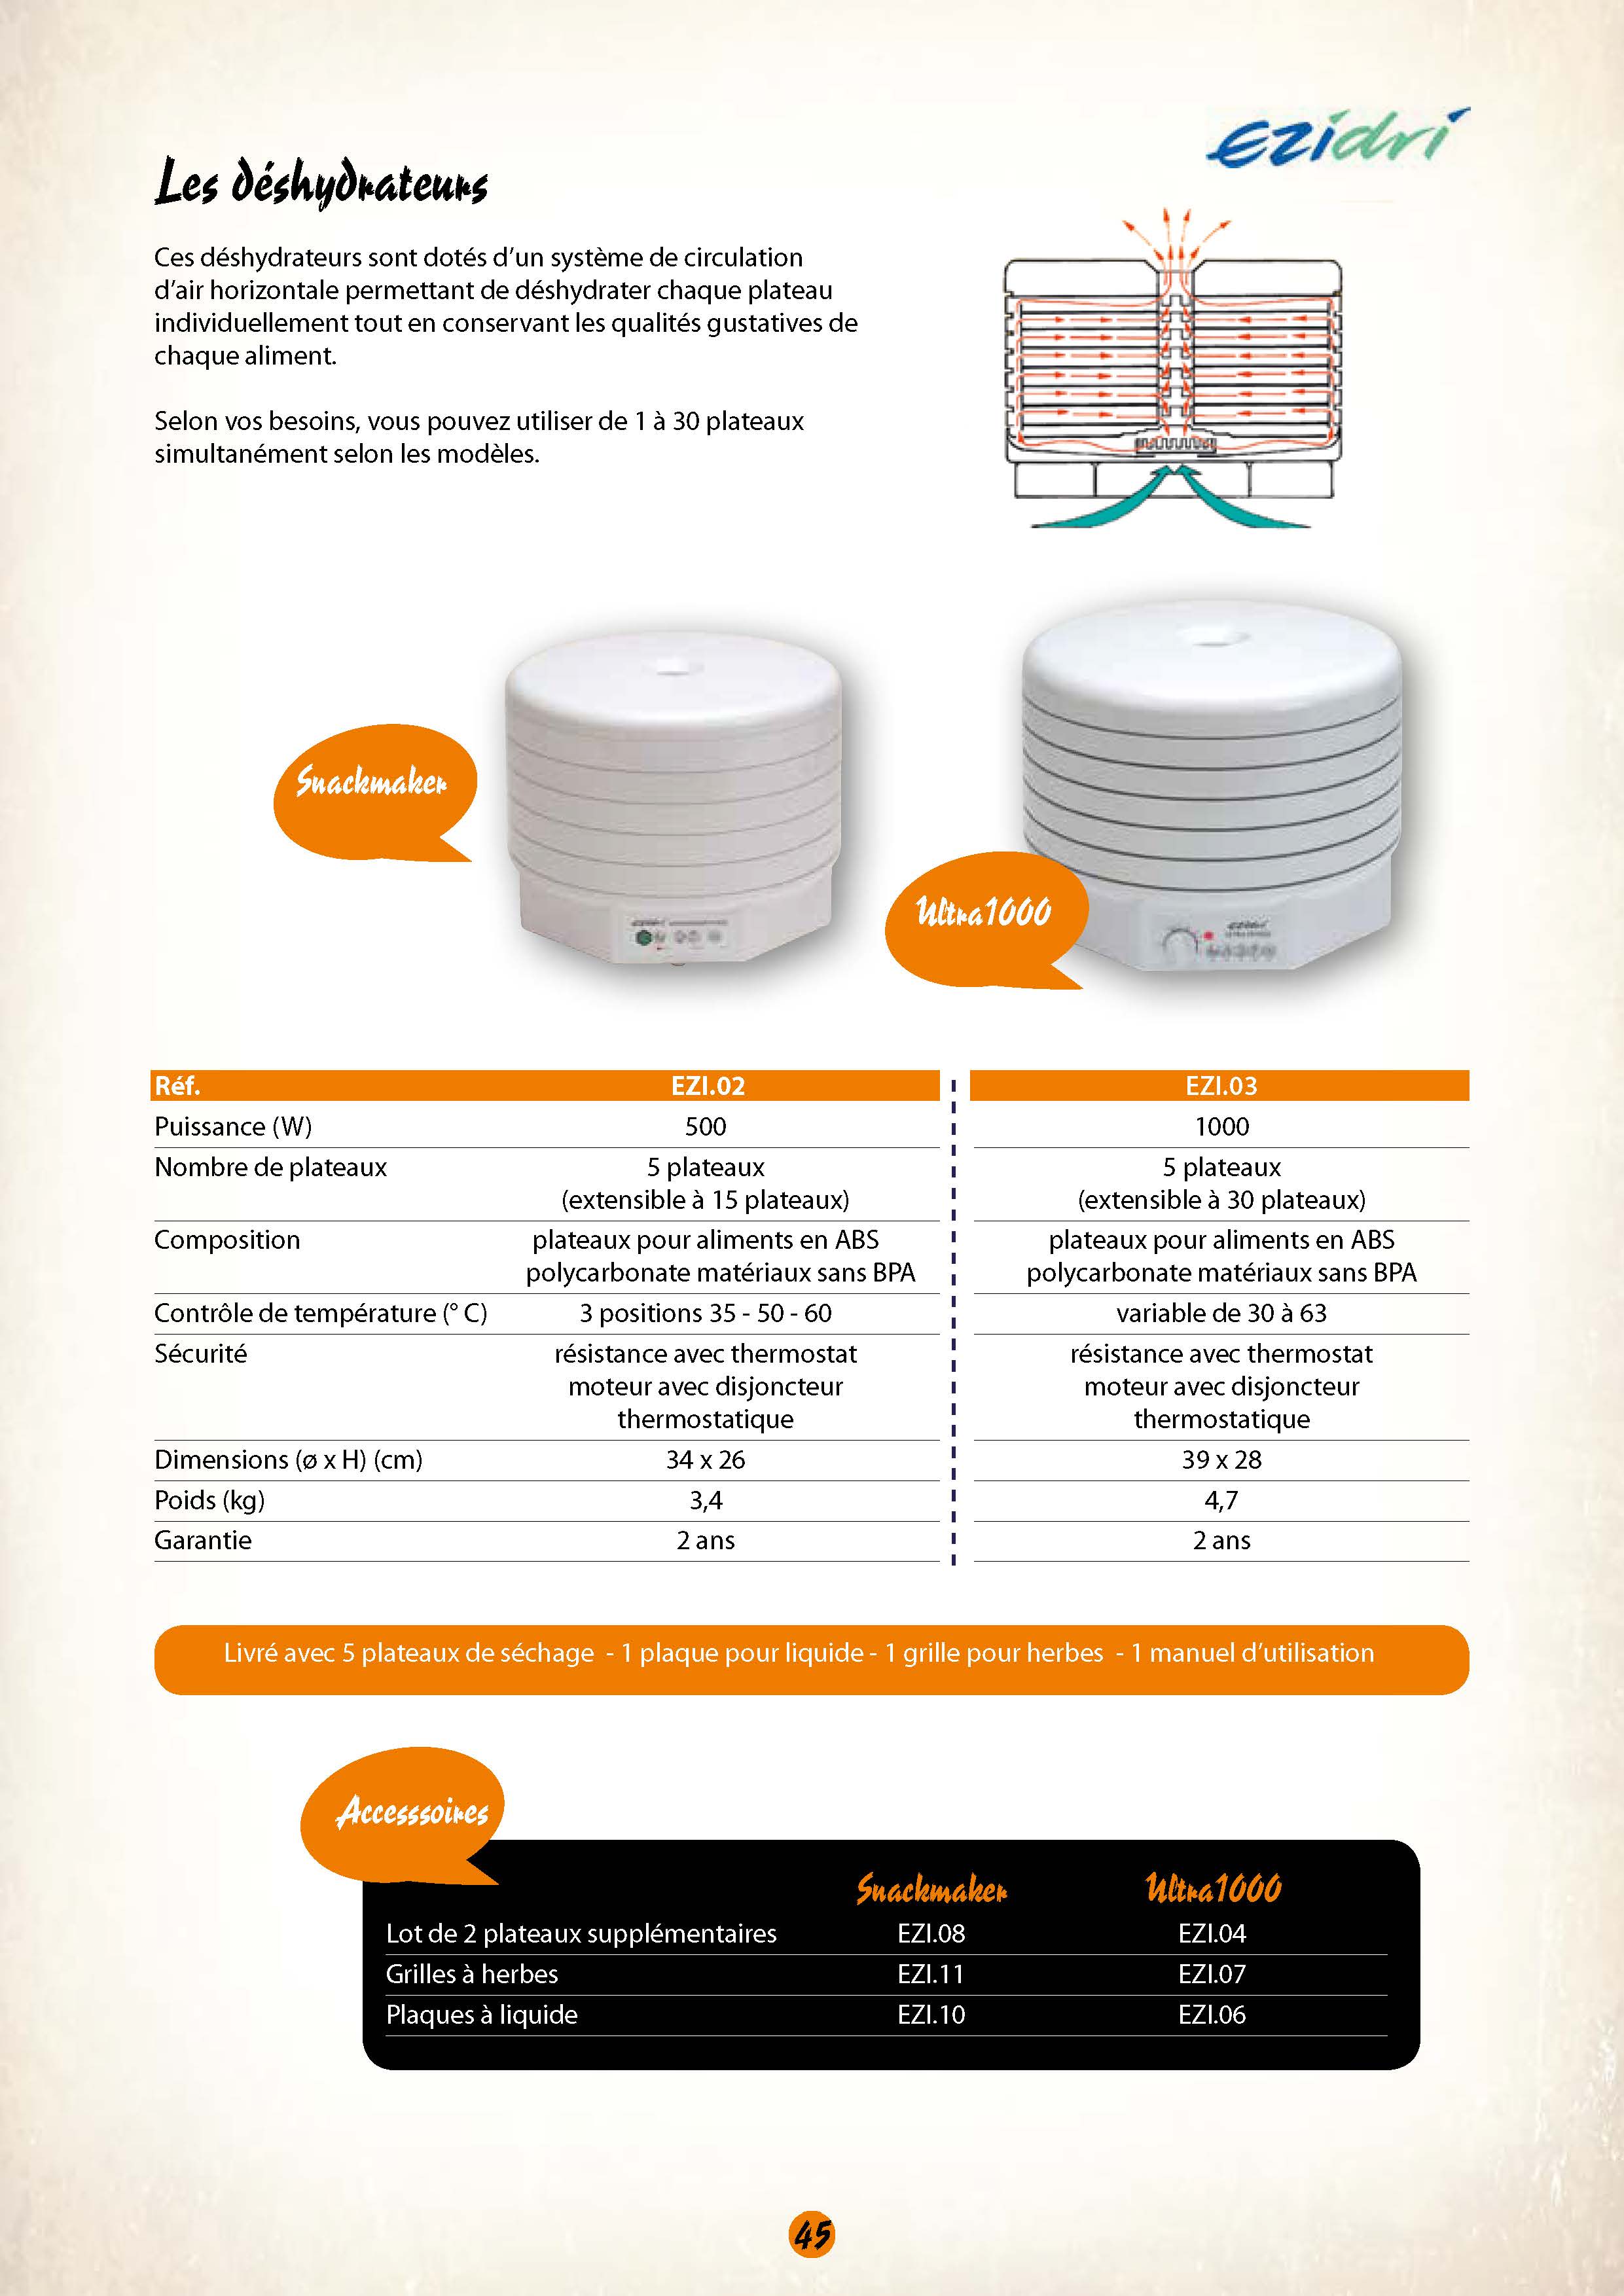 ezidri
Les déshydrateurs
Ces déshydrateurs sont dotés d’un système de circulation
d’air horizontale permettant de déshydrater chaque plateau
individuellement tout en conservant les qualités gustatives de
chaque aliment.
Selon vos besoins, vous pouvez utiliser de 1 à 30 plateaux
simultanément selon les modèles.
Snackmaker
Ultra1000
Réf. EZI.02 EZI.03
Puissance (W) 500 1000
Nombre de plateaux 5 plateaux 5 plateaux
(extensible à 15 plateaux) (extensible à 30 plateaux)
Composition plateaux pour aliments en ABS plateaux pour aliments en ABS
polycarbonate matériaux sans BPA polycarbonate matériaux sans BPA
Contrôle de température (° C) 3 positions 35 - 50 - 60 variable de 30 à 63
Sécurité résistance avec thermostat résistance avec thermostat
moteur avec disjoncteur moteur avec disjoncteur
thermostatique thermostatique
Dimensions (ø x H) (cm) 34 x 26 39 x 28
Poids (kg) 3,4 4,7
Garantie 2 ans 2 ans
Livré avec 5 plateaux de séchage - 1 plaque pour liquide - 1 grille pour herbes - 1 manuel d’utilisation
Accesssoires
Snackmaker Ultra1000
Lot de 2 plateaux supplémentaires EZI.08 EZI.04
Grilles à herbes EZI.11 EZI.07
Plaques à liquide EZI.10 EZI.06
45